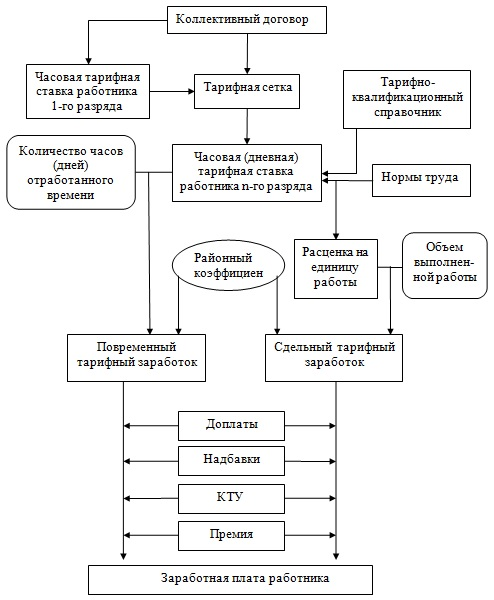 Коллективный договор
Часовая тарифная
ставка работника
1-го разряда
Тарифная сетка
Тарифно-
квалификационный
справочник
Количество часов
(дней)
отработанного
времени
Часовая (дневная)
тарифная ставка
работника n-го разряда
Нормы труда
Районный
коэффициен
Расценка на
единицу
работы
Объем
выполнен-
ной работы
Повременный
тарифный заработок
Сдельный тарифный
заработок
Доплаты
Надбавки
КТУ
Премия
Заработная плата работника